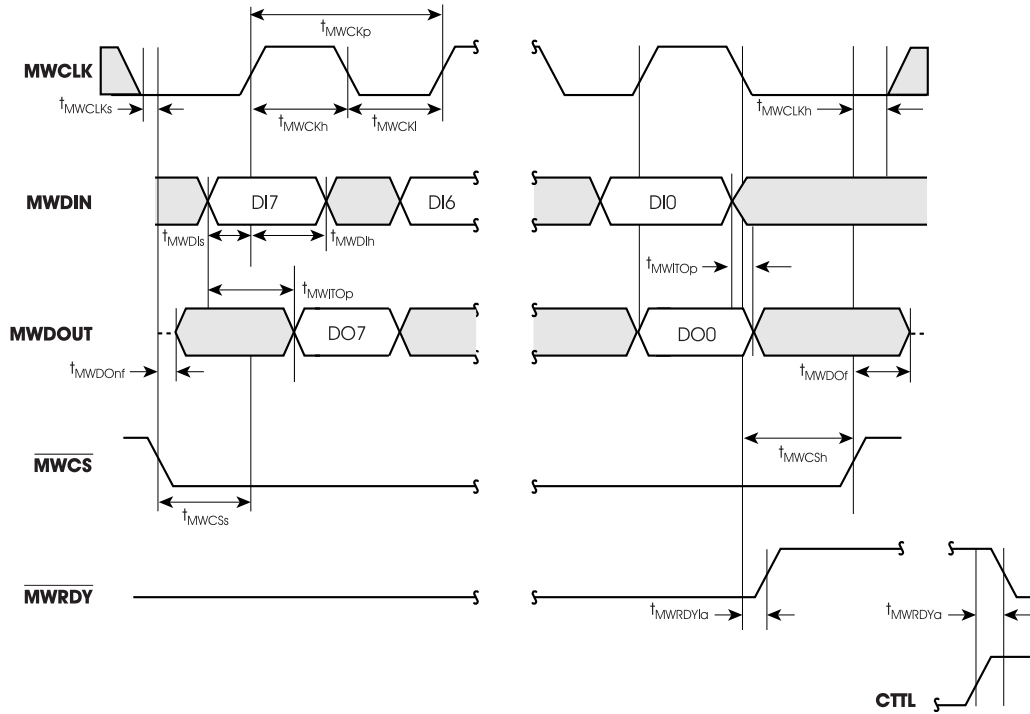 tMWCKp
MWCLK
tMWCLKs
tMWCKh
tMWCKl
tMWCLKh
MWDIN
DI7
DI6
DI0
tMWDIs
tMWDIh
tMWITOp
tMWITOp
MWDOUT
DO7
DO0
tMWDOnf
tMWDOf
MWCS
tMWCSh
tMWCSs
MWRDY
tMWRDYIa
tMWRDYa
CTTL